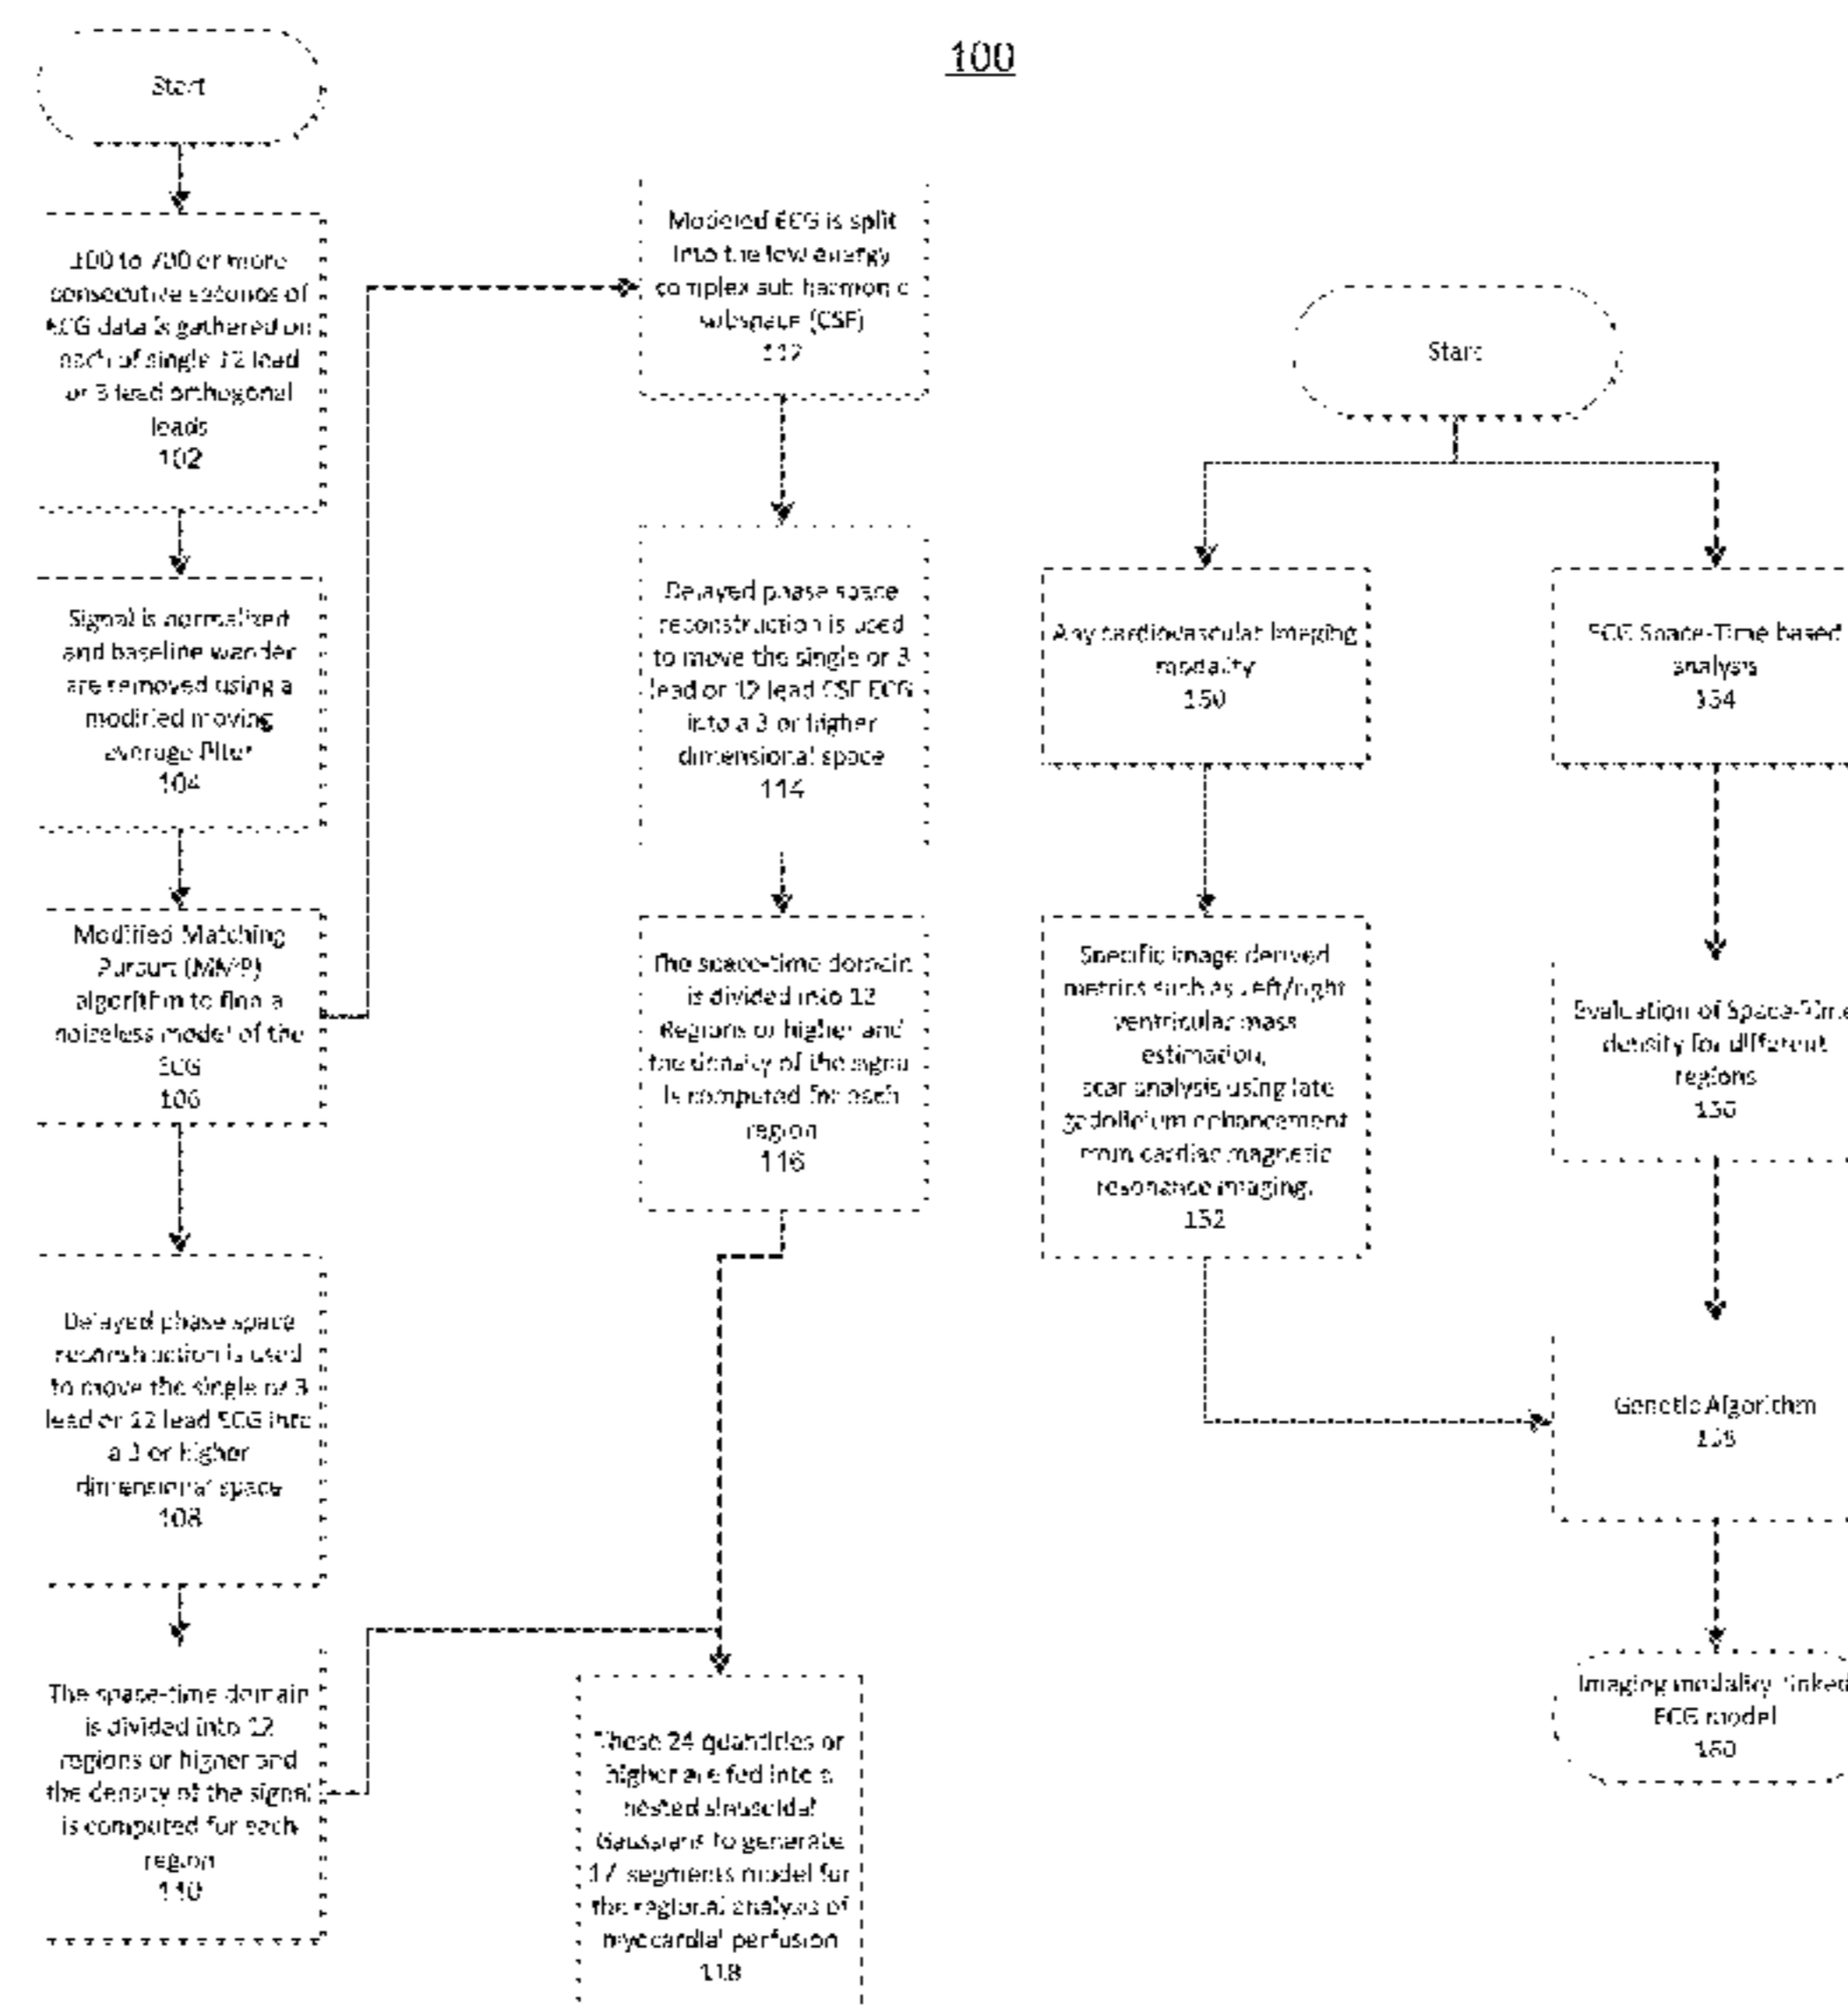 100
Start
100 to 700 or more
consecutive seconds of
ECG data is gathered on
each of single 12 lead
or 3 lead orthogonal
leads
102
Signal is normalized
and baseline wander
are removed using a
modified moving
average filter
104
Modified Matching
Pursuit (MMP)
algorithm to find a
noiseless model of the
ECG
106
Delayed phase space
reconstruction is used
to move the single or 3
lead or 12 lead ECG into
a 3 or higher
dimensional space
108
The space-time domain
is divided into 12
regions or higher and
the density of the signal
is computed for each
region
110
Modeled ECG is split
into the low energy
complex sub harmonic
subspace (CSF)
112
Delayed phase space
reconstruction is used
to move the single or 3
lead or 12 lead CSF ECG
into a 3 or higher
dimensional space
114
The space-time domain
is divided into 12
Regions or higher and
the density of the signal
is computed for each
region
116
These 24 quantities or
higher are fed into a
nested sinusoidal
Gaussians to generate
17 segments model for
the regional analysis of
myocardial perfusion
118
Start
Any cardiovascular imaging
modality
150
Specific image derived
metrics such as Left/right
ventricular mass
estimation,
scar analysis using late
gadolinium enhancement
from cardiac magnetic
resonance imaging.
152
ECG Space-Time based
analysis
154
Evaluation of Space-Time
density for different
regions
156
Genetic Algorithm
158
Imaging modality linked
ECG model
160